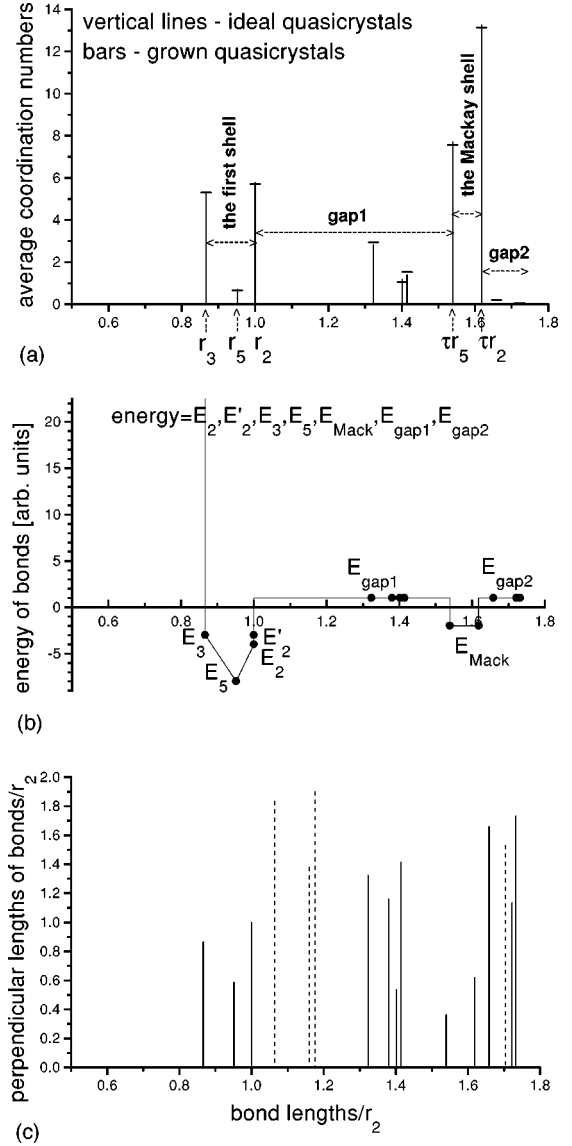 vertical lines - ideal quasicrystals
bars - grown quasicrystals
average coordination numbers
14
12
10
8
6
4
2
0
the first shell
gap1
the Mackay shell
gap2
0.6 0.8 1.0 1.2 1.4 1.6 1.8
r3 r5 r2 τr5 τr2
(a)
energy=E2,E'2,E3,E5,EMack,Egap1,Egap2
energy of bonds [arb. units]
20
15
10
5
0
-5
0.6 0.8 1.0 1.2 1.4 1.6 1.8
Egap1 Egap2
E3 E'2
E5 E2 EMack
(b)
perpendicular lengths of bonds/r2
2.0
1.8
1.6
1.4
1.2
1.0
0.8
0.6
0.4
0.2
0.0
0.6 0.8 1.0 1.2 1.4 1.6 1.8
bond lengths/r2
(c)